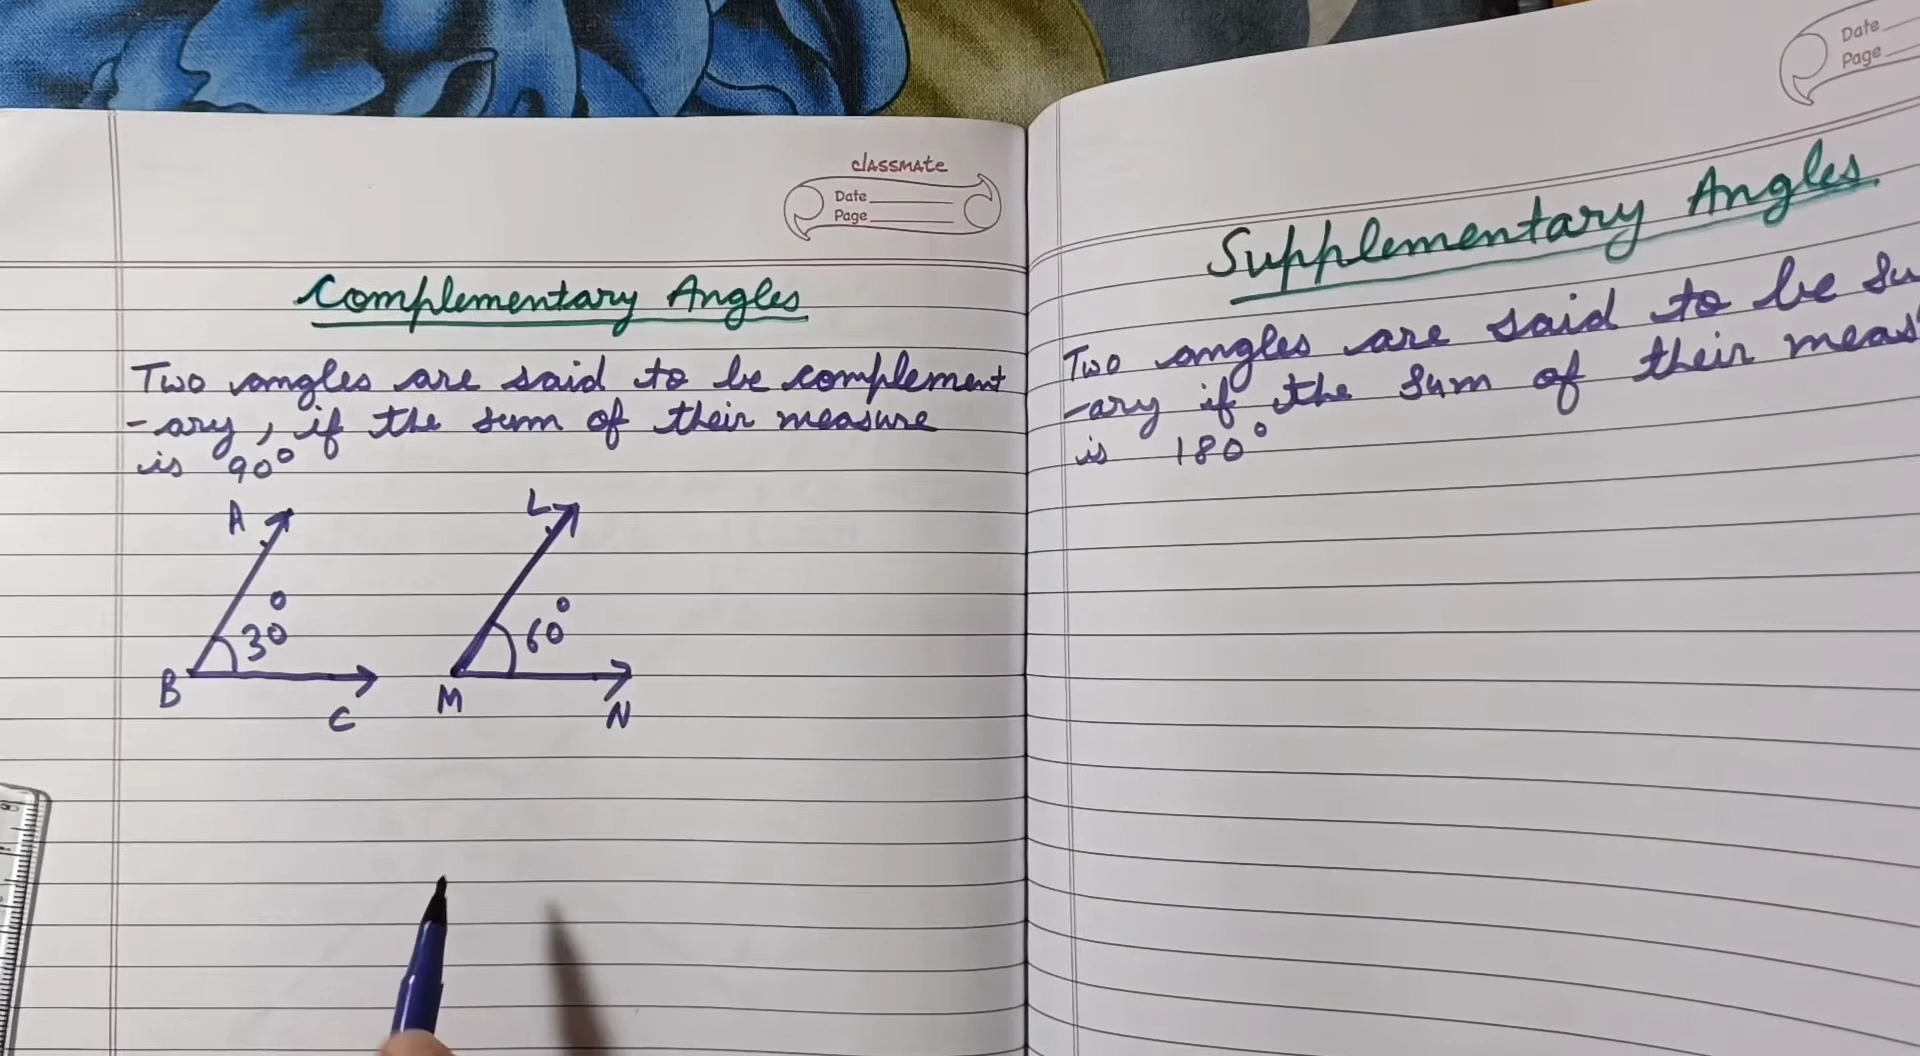 classmate
Date
Page
Complementary Angles
Two angles are said to be complement
-ary, if the sum of their measure
is 90°
A
L
30°
60°
B
C
M
N
Date
Page
Supplementary Angles
Two angles are said to be Su
-ary if the sum of their meas
is 180°